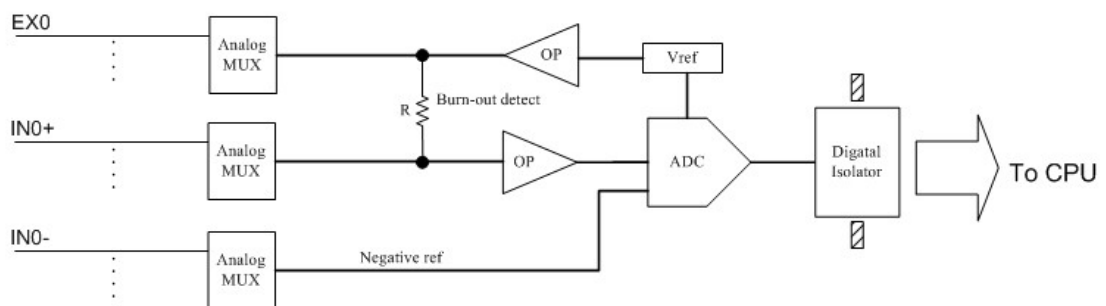 EX0
Analog
MUX
OP
Vref
R
Burn-out detect
IN0+
Analog
MUX
OP
ADC
Digatal
Isolator
To CPU
IN0-
Analog
MUX
Negative ref